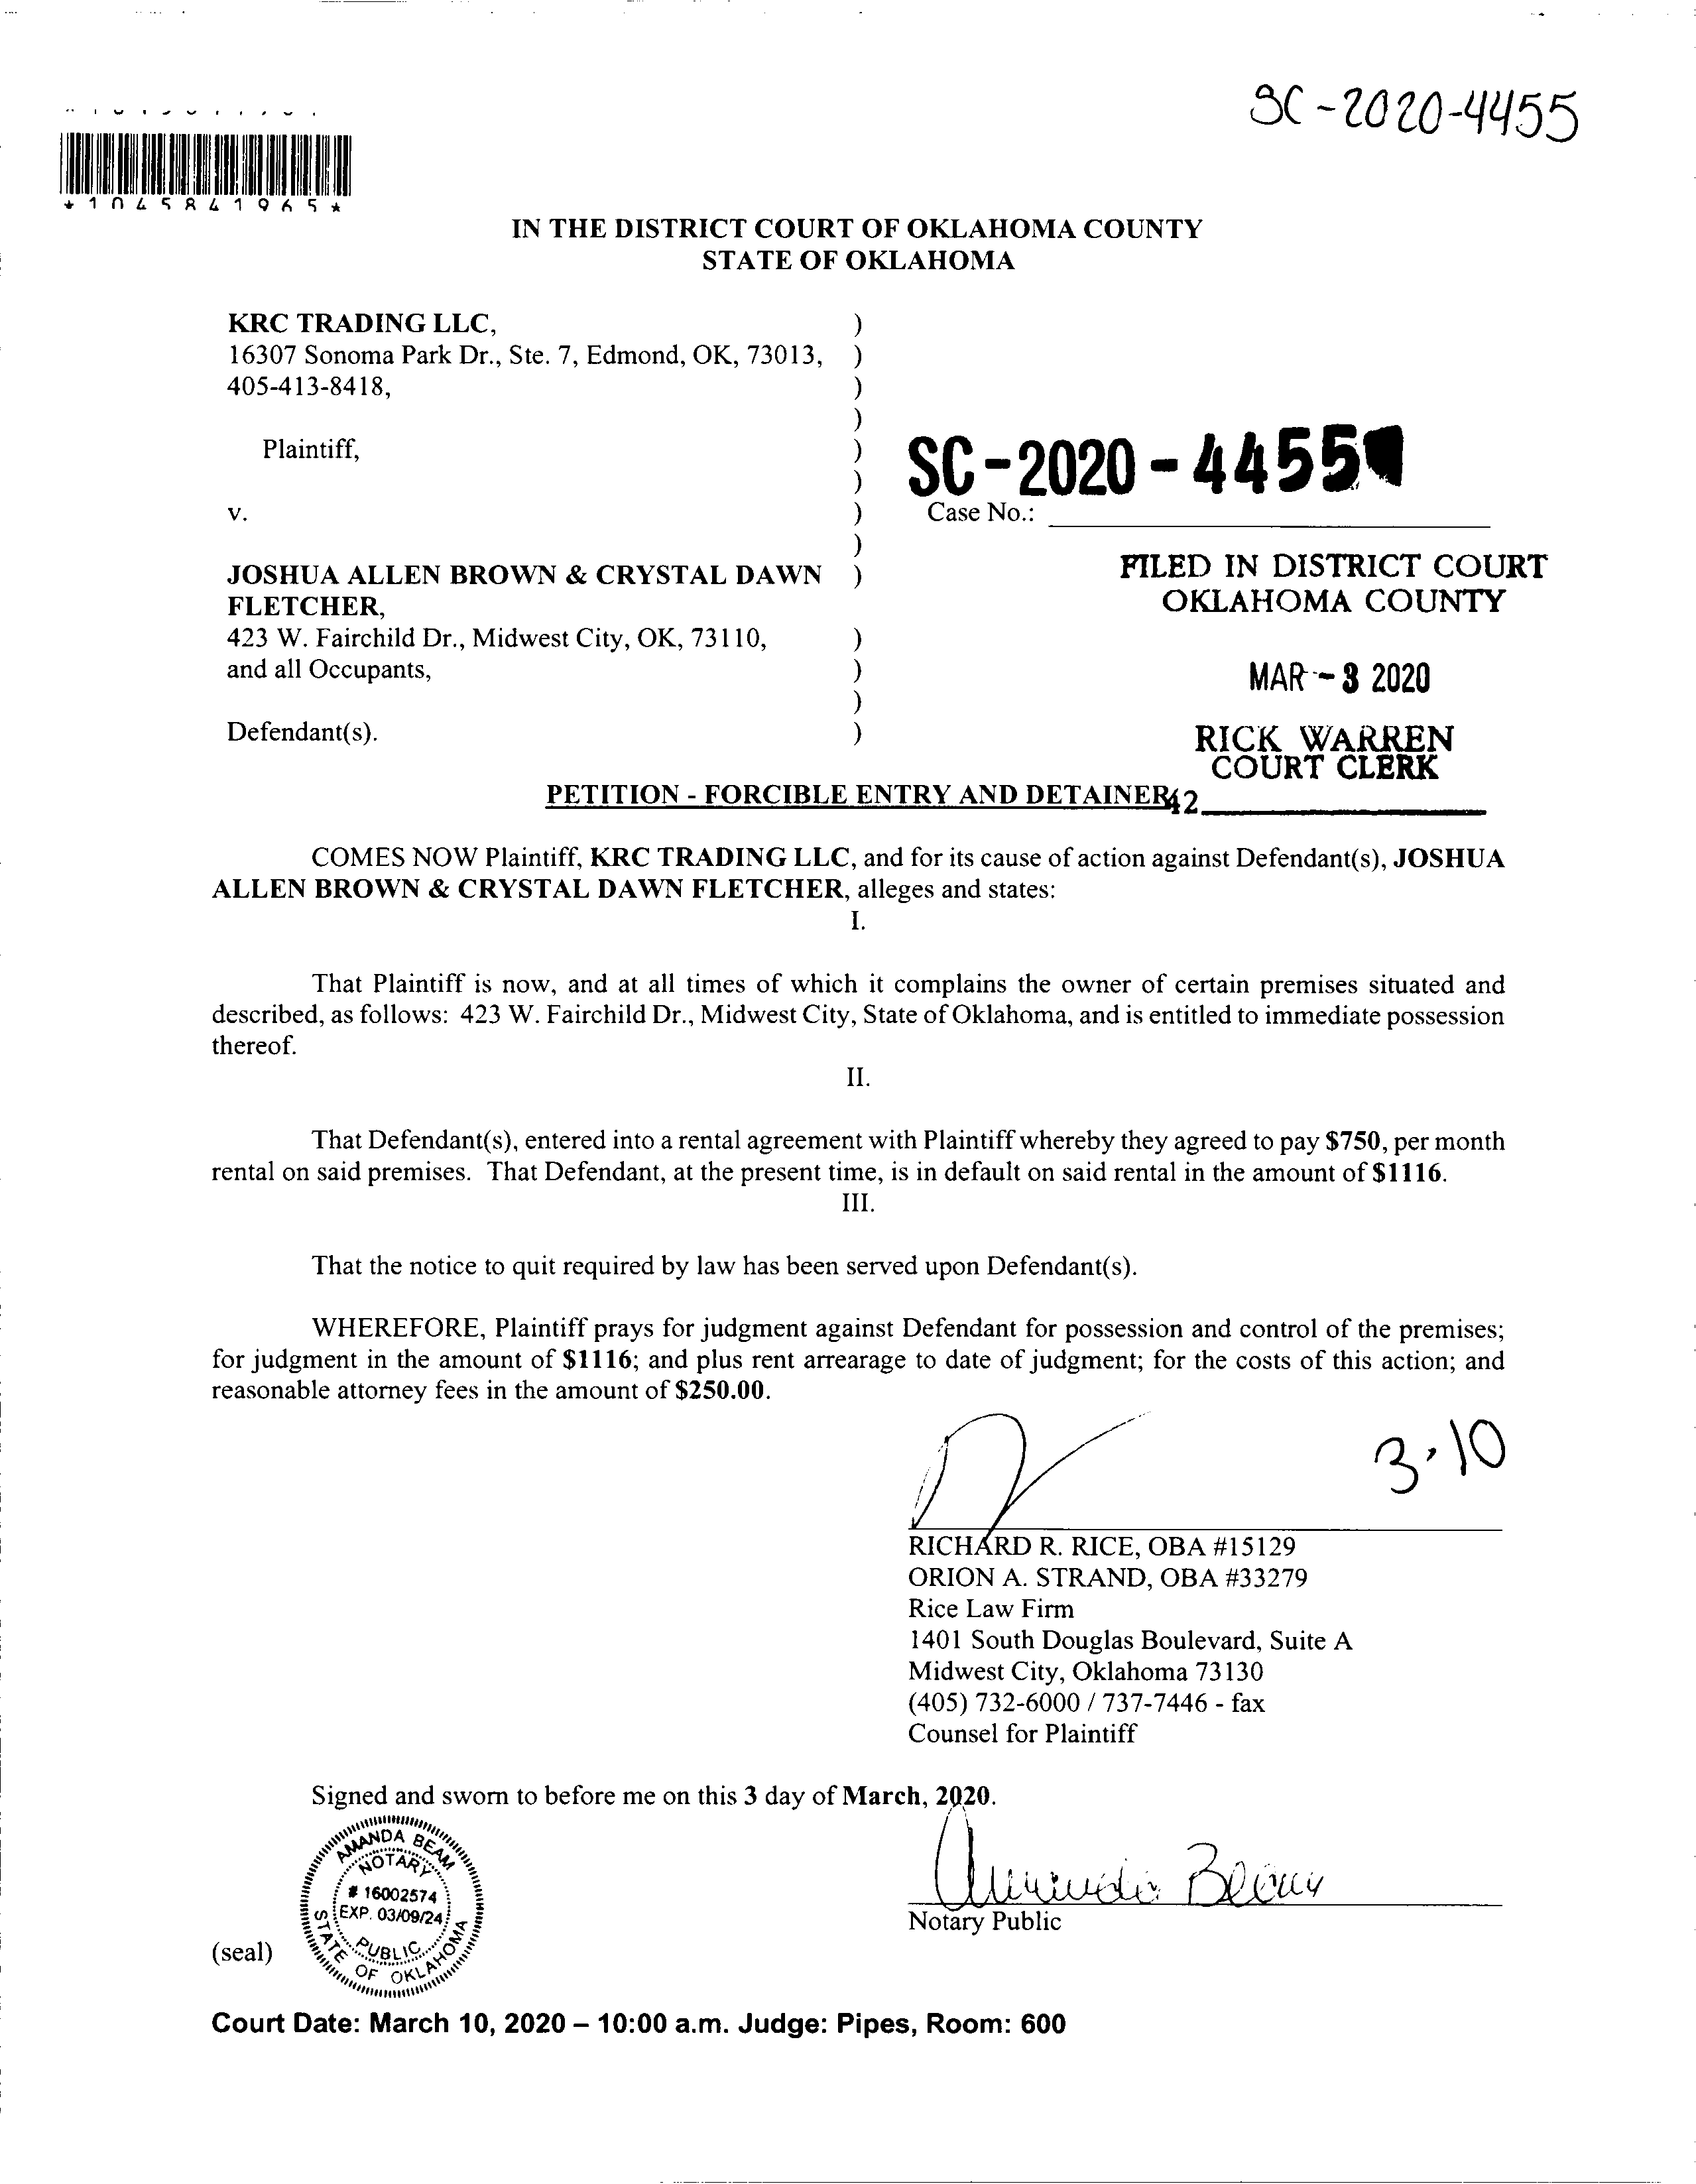 SC-2020-4455
*1045841965*
IN THE DISTRICT COURT OF OKLAHOMA COUNTY
STATE OF OKLAHOMA
KRC TRADING LLC, )
16307 Sonoma Park Dr., Ste. 7, Edmond, OK, 73013, )
405-413-8418, )
)
Plaintiff, )
)
SC-2020-4455
v. ) Case No.:
)
JOSHUA ALLEN BROWN & CRYSTAL DAWN )
FLETCHER,
423 W. Fairchild Dr., Midwest City, OK, 73110, )
and all Occupants, )
)
Defendant(s). )
FILED IN DISTRICT COURT
OKLAHOMA COUNTY
MAR - 3 2020
RICK WARREN
COURT CLERK
42
PETITION - FORCIBLE ENTRY AND DETAINER
COMES NOW Plaintiff, KRC TRADING LLC, and for its cause of action against Defendant(s), JOSHUA
ALLEN BROWN & CRYSTAL DAWN FLETCHER, alleges and states:
I.
That Plaintiff is now, and at all times of which it complains the owner of certain premises situated and
described, as follows: 423 W. Fairchild Dr., Midwest City, State of Oklahoma, and is entitled to immediate possession
thereof.
II.
That Defendant(s), entered into a rental agreement with Plaintiff whereby they agreed to pay $750, per month
rental on said premises. That Defendant, at the present time, is in default on said rental in the amount of $1116.
III.
That the notice to quit required by law has been served upon Defendant(s).
WHEREFORE, Plaintiff prays for judgment against Defendant for possession and control of the premises;
for judgment in the amount of $1116; and plus rent arrearage to date of judgment; for the costs of this action; and
reasonable attorney fees in the amount of $250.00.
3.10
RICHARD R. RICE, OBA #15129
ORION A. STRAND, OBA #33279
Rice Law Firm
1401 South Douglas Boulevard, Suite A
Midwest City, Oklahoma 73130
(405) 732-6000 / 737-7446 - fax
Counsel for Plaintiff
Signed and sworn to before me on this 3 day of March, 2020.
AMANDA BEAM
NOTARY
# 16002574
EXP. 03/09/24
PUBLIC
STATE OF OKLAHOMA
Amanda Beam
Notary Public
(seal)
Court Date: March 10, 2020 – 10:00 a.m. Judge: Pipes, Room: 600